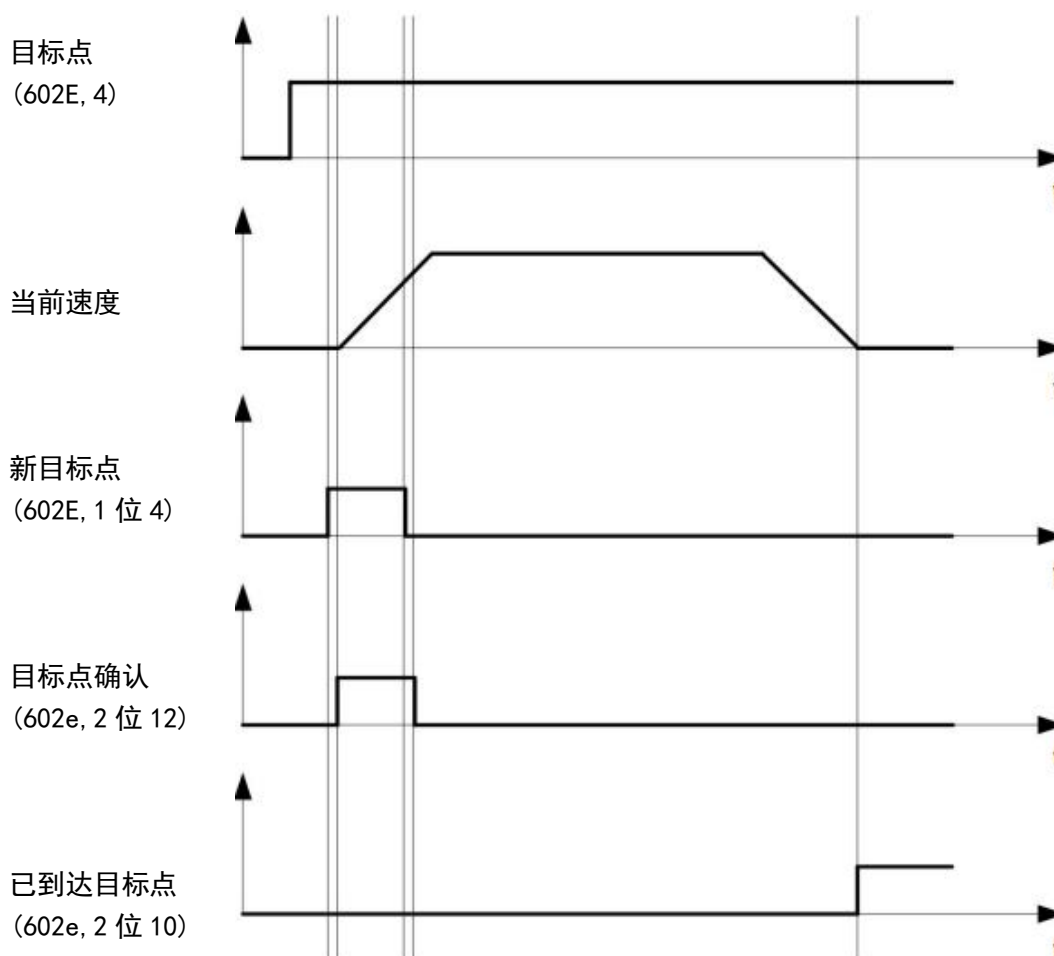 目标点
(602E, 4)
当前速度
新目标点
(602E, 1 位 4)
目标点确认
(602e, 2 位 12)
已到达目标点
(602e, 2 位 10)